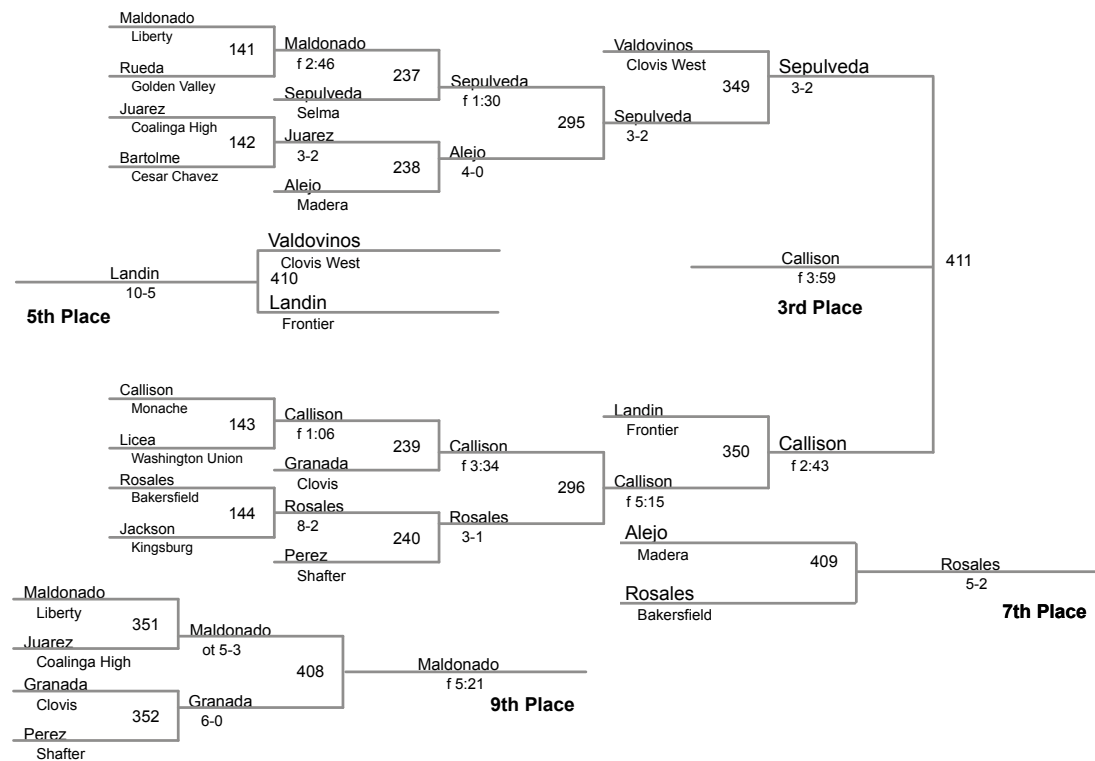 Maldonado
Liberty
141
Rueda
Golden Valley
Juarez
Coalinga High
142
Bartolme
Cesar Chavez
Maldonado
f 2:46
237
Sepulveda
Selma
Juarez
3-2
238
Alejo
Madera
Sepulveda
f 1:30
295
Alejo
4-0
Valdovinos
Clovis West
349
Sepulveda
3-2
Sepulveda
3-2
Landin
10-5
5th Place
Valdovinos
Clovis West
410
Landin
Frontier
Callison
f 3:59
3rd Place
411
Callison
Monache
143
Licea
Washington Union
Rosales
Bakersfield
144
Jackson
Kingsburg
Callison
f 1:06
239
Granada
Clovis
Rosales
8-2
240
Perez
Shafter
Callison
f 3:34
296
Rosales
3-1
Landin
Frontier
350
Callison
f 5:15
Callison
f 2:43
Alejo
Madera
409
Rosales
Bakersfield
Rosales
5-2
7th Place
Maldonado
Liberty
351
Juarez
Coalinga High
Granada
Clovis
352
Perez
Shafter
Maldonado
ot 5-3
408
Granada
6-0
Maldonado
f 5:21
9th Place